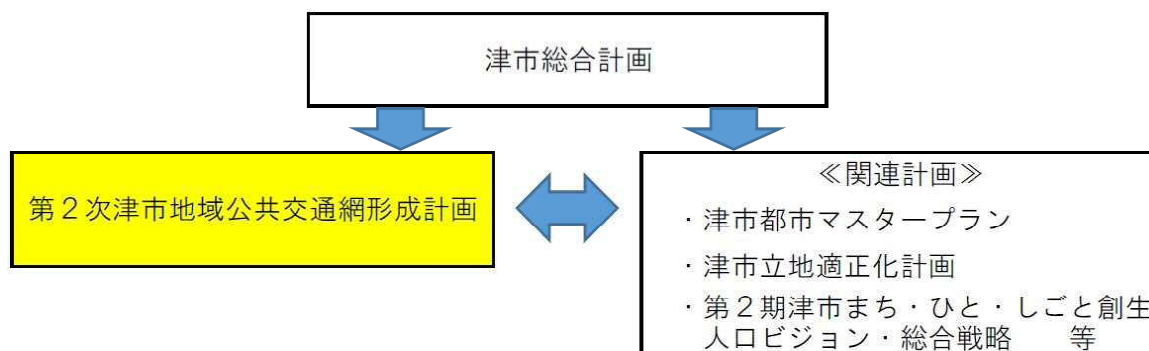 津市総合計画
第２次津市地域公共交通網形成計画
≪関連計画≫
・津市都市マスタープラン
・津市立地適正化計画
・第２期津市まち・ひと・しごと創生
人口ビジョン・総合戦略　　等